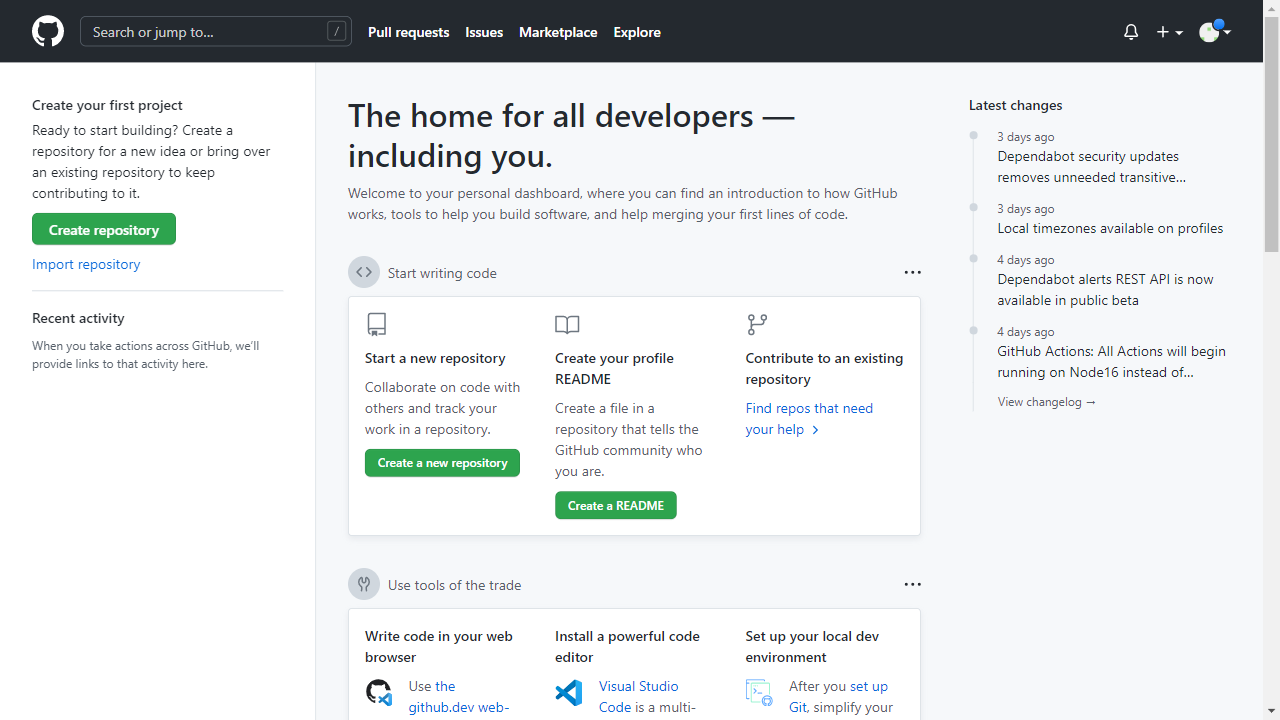 Search or jump to...
/
Pull requests
Issues
Marketplace
Explore
Create your first project
Ready to start building? Create a
repository for a new idea or bring over
an existing repository to keep
contributing to it.
Create repository
Import repository
Recent activity
When you take actions across GitHub, we'll
provide links to that activity here.
The home for all developers —
including you.
Welcome to your personal dashboard, where you can find an introduction to how GitHub
works, tools to help you build software, and help merging your first lines of code.
Start writing code
Start a new repository
Collaborate on code with
others and track your
work in a repository.
Create a new repository
Create your profile
README
Create a file in a
repository that tells the
GitHub community who
you are.
Create a README
Contribute to an existing
repository
Find repos that need
your help
Use tools of the trade
Write code in your web
browser
Use the
github.dev web-
Install a powerful code
editor
Visual Studio
Code is a multi-
Set up your local dev
environment
After you set up
Git, simplify your
Latest changes
3 days ago
Dependabot security updates
removes unneeded transitive...
3 days ago
Local timezones available on profiles
4 days ago
Dependabot alerts REST API is now
available in public beta
4 days ago
GitHub Actions: All Actions will begin
running on Node16 instead of...
View changelog →